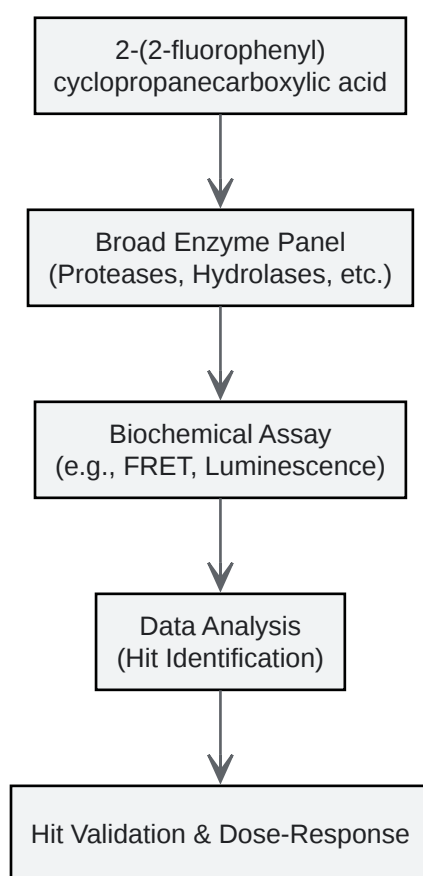 2-(2-fluorophenyl)
cyclopropanecarboxylic acid
Broad Enzyme Panel
(Proteases, Hydrolases, etc.)
Biochemical Assay
(e.g., FRET, Luminescence)
Data Analysis
(Hit Identification)
Hit Validation & Dose-Response